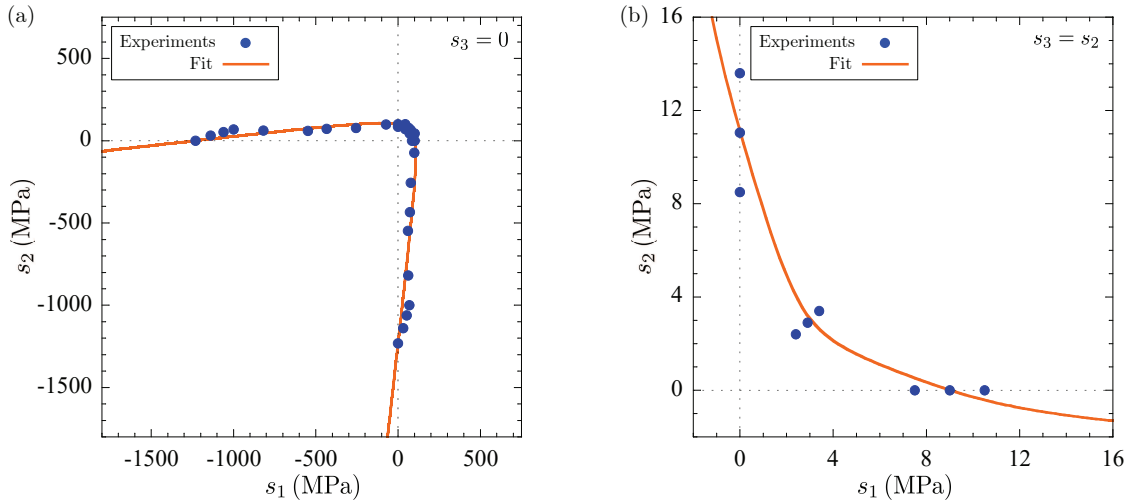 (a)
Experiments
Fit
s₃ = 0
500
0
-500
-1000
-1500
s₂ (MPa)
-1500 -1000 -500 0 500
s₁ (MPa)
(b)
Experiments
Fit
s₃ = s₂
16
12
8
4
0
s₂ (MPa)
0 4 8 12 16
s₁ (MPa)